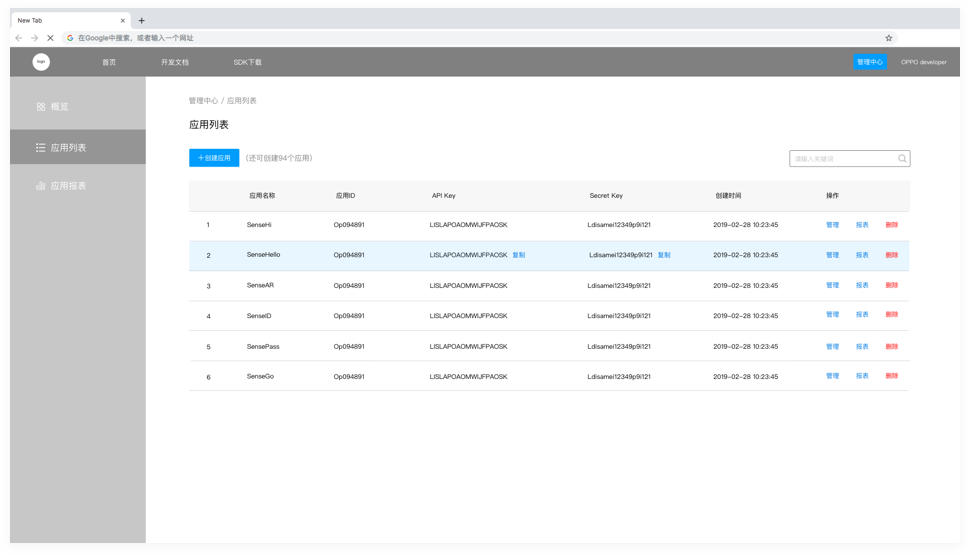 New Tab
在Google中搜索，或者输入一个网址
logo 首页 开发文档 SDK下载 管理中心 OPPO developer
概览
应用列表
应用报表
管理中心 / 应用列表
应用列表
+创建应用 (还可创建94个应用) 请输入关键词
应用名称 应用ID API Key Secret Key 创建时间 操作
1 SenseHi Op094891 LISLAPOAOMWIJFPAOSK Ldisamei12349p9i121 2019-02-28 10:23:45 管理 报表 删除
2 SenseHello Op094891 LISLAPOAOMWIJFPAOSK 复制 Ldisamei12349p9i121 复制 2019-02-28 10:23:45 管理 报表 删除
3 SenseAR Op094891 LISLAPOAOMWIJFPAOSK Ldisamei12349p9i121 2019-02-28 10:23:45 管理 报表 删除
4 SenseID Op094891 LISLAPOAOMWIJFPAOSK Ldisamei12349p9i121 2019-02-28 10:23:45 管理 报表 删除
5 SensePass Op094891 LISLAPOAOMWIJFPAOSK Ldisamei12349p9i121 2019-02-28 10:23:45 管理 报表 删除
6 SenseGo Op094891 LISLAPOAOMWIJFPAOSK Ldisamei12349p9i121 2019-02-28 10:23:45 管理 报表 删除